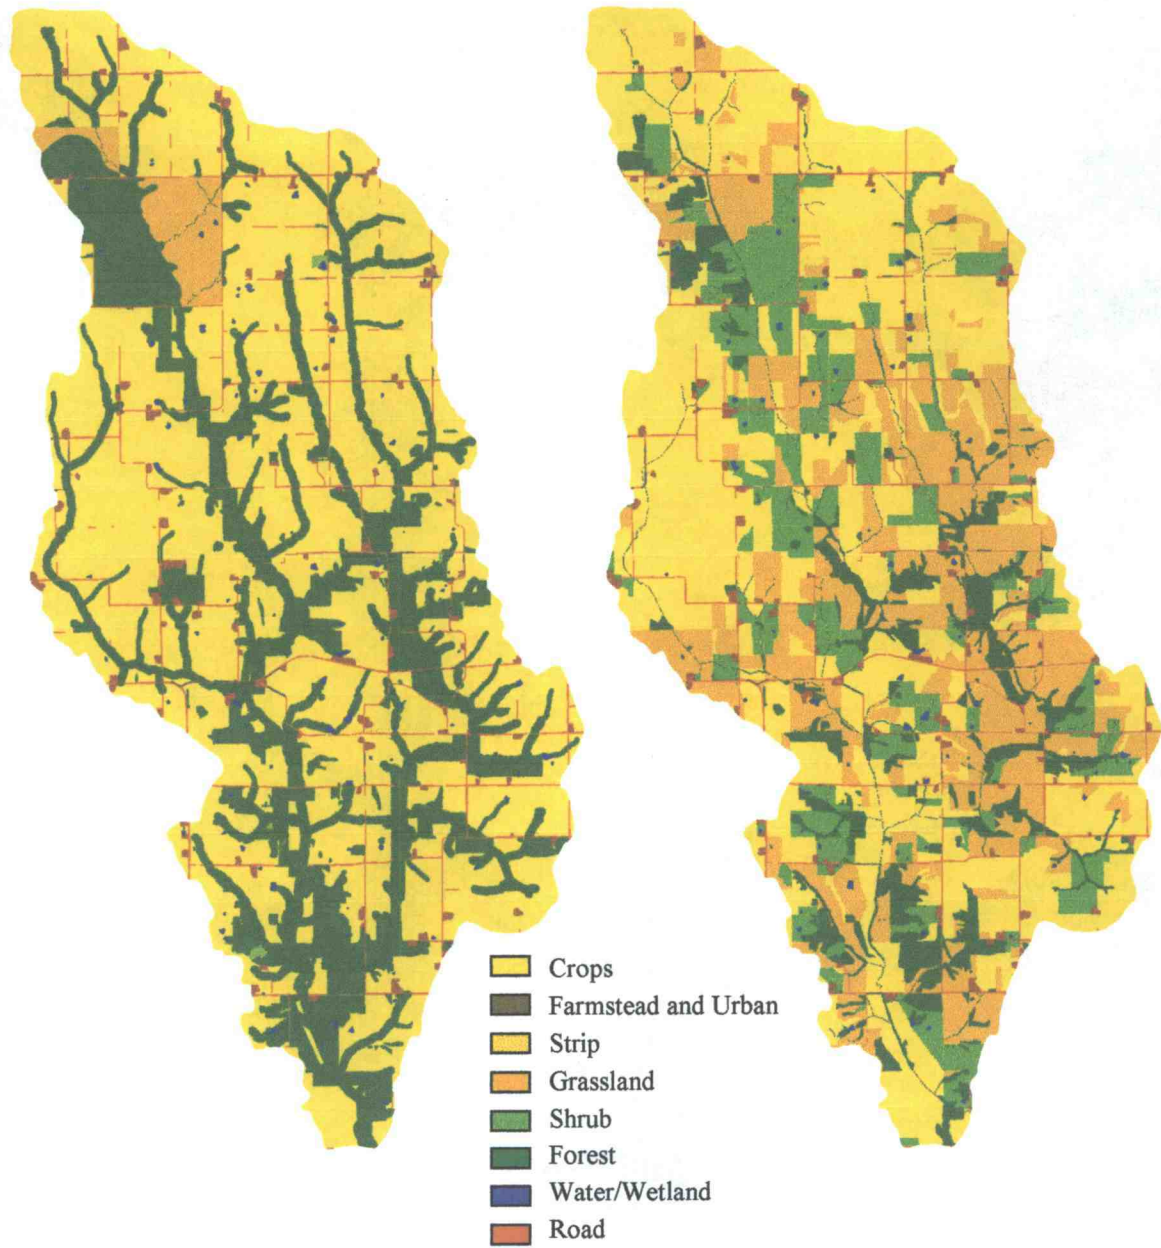 Crops
Farmstead and Urban
Strip
Grassland
Shrub
Forest
Water/Wetland
Road